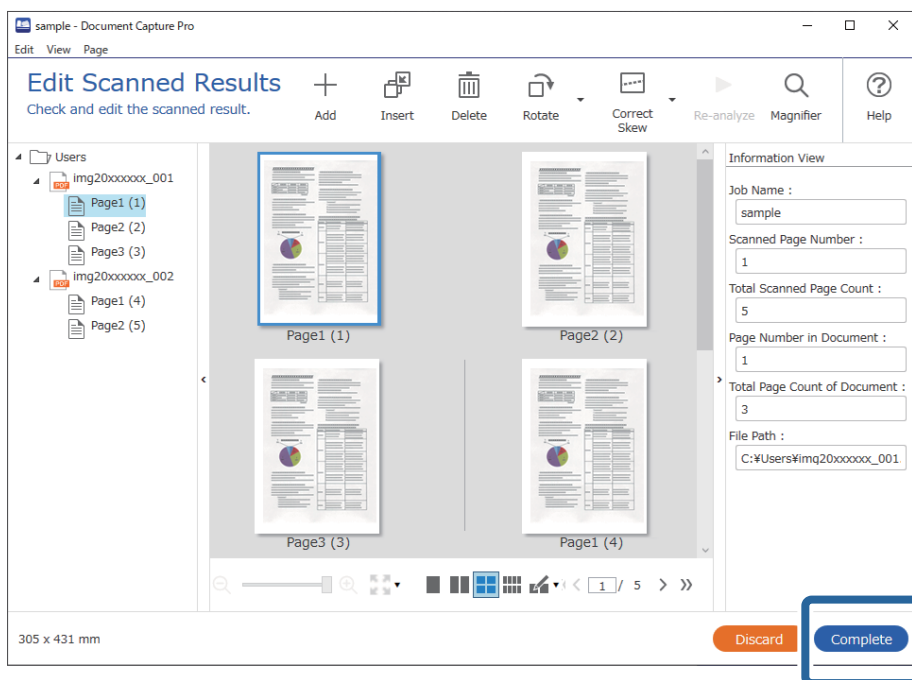 sample - Document Capture Pro
Edit View Page
Edit Scanned Results
Check and edit the scanned result.
Add
Insert
Delete
Rotate
Correct
Skew
Re-analyze
Magnifier
Help
Users
PDF
img20xxxxxx_001
Page1 (1)
Page2 (2)
Page3 (3)
PDF
img20xxxxxx_002
Page1 (4)
Page2 (5)
Page1 (1)
Page2 (2)
Page3 (3)
Page1 (4)
1 / 5
Information View
Job Name :
sample
Scanned Page Number :
1
Total Scanned Page Count :
5
Page Number in Document :
1
Total Page Count of Document :
3
File Path :
C:¥Users¥img20xxxxxx_001
305 x 431 mm
Discard
Complete